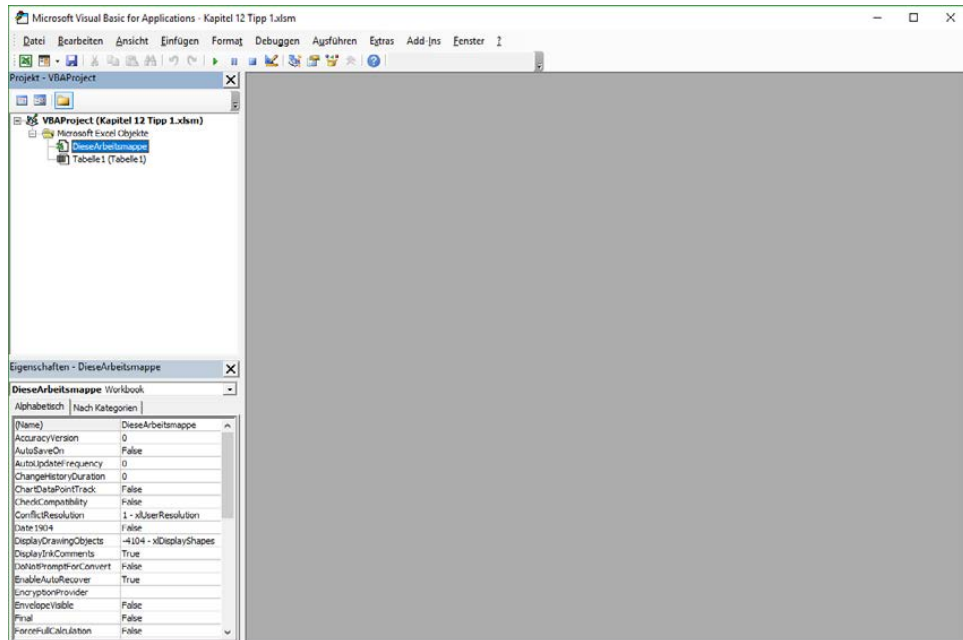 Microsoft Visual Basic for Applications - Kapitel 12 Tipp 1.xlsm
Datei Bearbeiten Ansicht Einfügen Format Debuggen Ausführen Extras Add-Ins Fenster ?
Projekt - VBAProject
VBAProject (Kapitel 12 Tipp 1.xlsm)
Microsoft Excel Objekte
DieseArbeitsmappe
Tabelle1 (Tabelle1)
Eigenschaften - DieseArbeitsmappe
DieseArbeitsmappe Workbook
Alphabetisch Nach Kategorien
(Name) DieseArbeitsmappe
AccuracyVersion 0
AutoSaveOn False
AutoUpdateFrequency 0
ChangeHistoryDuration 0
ChartDataPointTrack False
CheckCompatibility False
ConflictResolution 1 - xlUserResolution
Date1904 False
DisplayDrawingObjects -4104 - xlDisplayShapes
DisplayInkComments True
DoNotPromptForConvert False
EnableAutoRecover True
EncryptionProvider
EnvelopeVisible False
Final False
ForceFullCalculation False